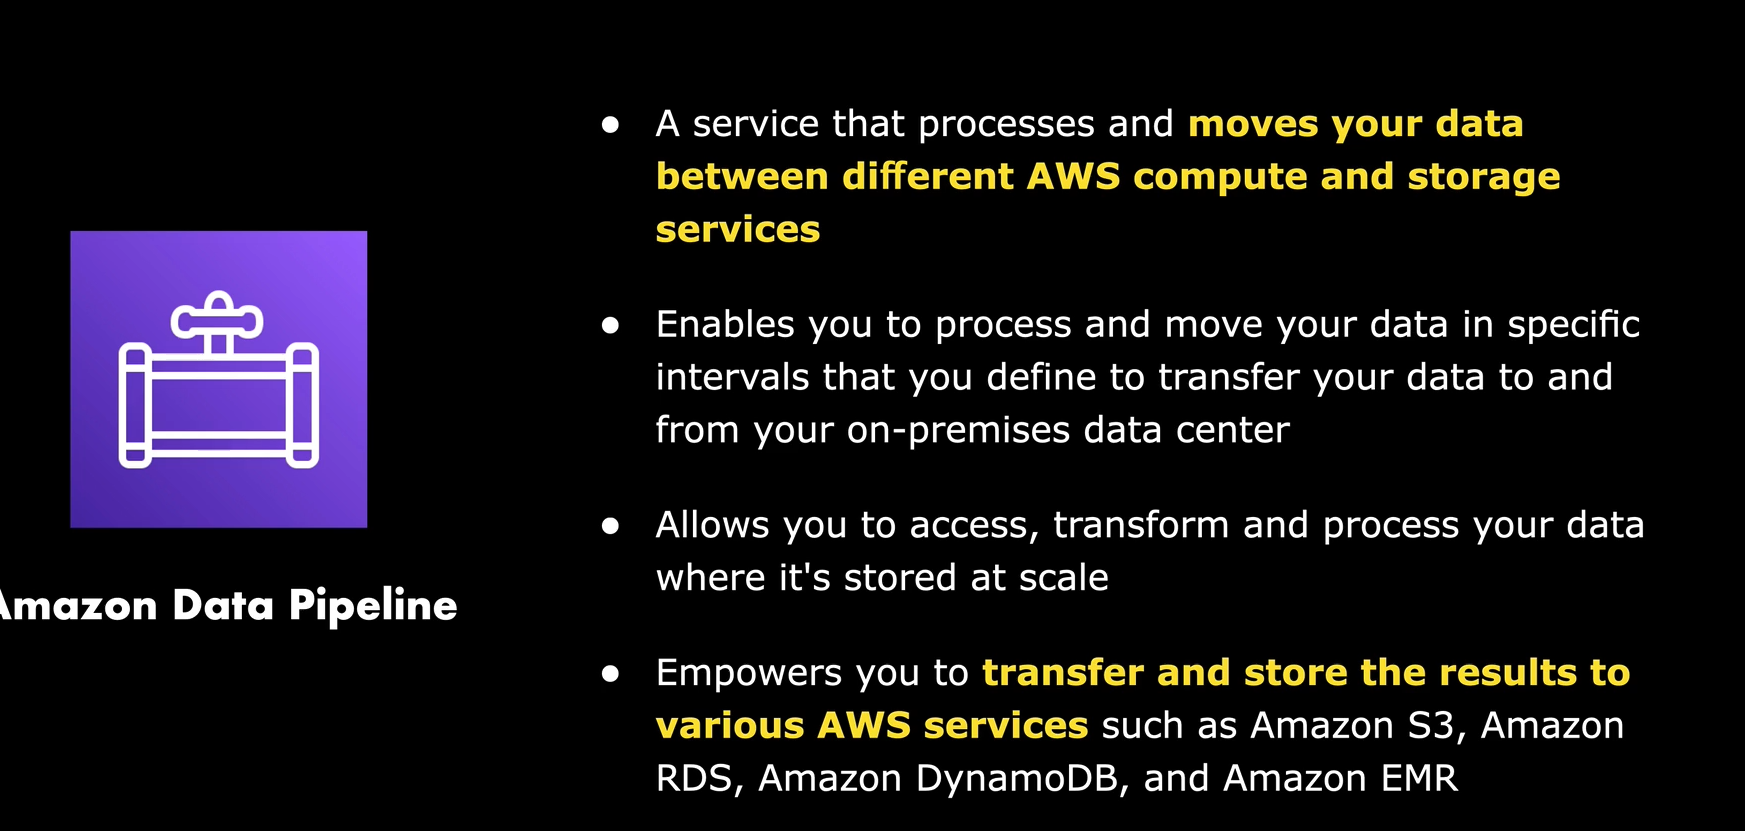 ● A service that processes and moves your data
between different AWS compute and storage
services
● Enables you to process and move your data in specific
intervals that you define to transfer your data to and
from your on-premises data center
● Allows you to access, transform and process your data
where it's stored at scale
● Empowers you to transfer and store the results to
various AWS services such as Amazon S3, Amazon
RDS, Amazon DynamoDB, and Amazon EMR
Amazon Data Pipeline